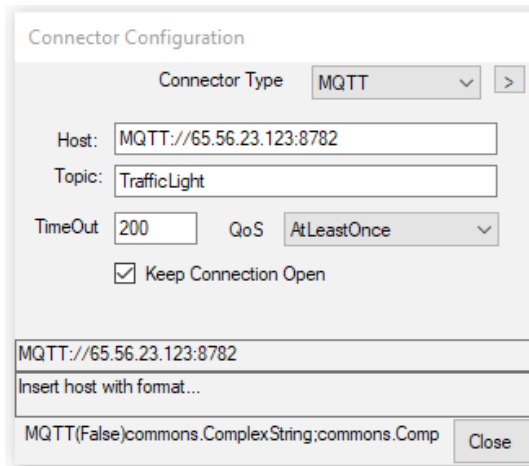 Connector Configuration
Connector Type MQTT >
Host: MQTT://65.56.23.123:8782
Topic: TrafficLight
TimeOut 200 QoS AtLeastOnce
Keep Connection Open
MQTT://65.56.23.123:8782
Insert host with format...
MQTT(False)commons.ComplexString;commons.Comp Close